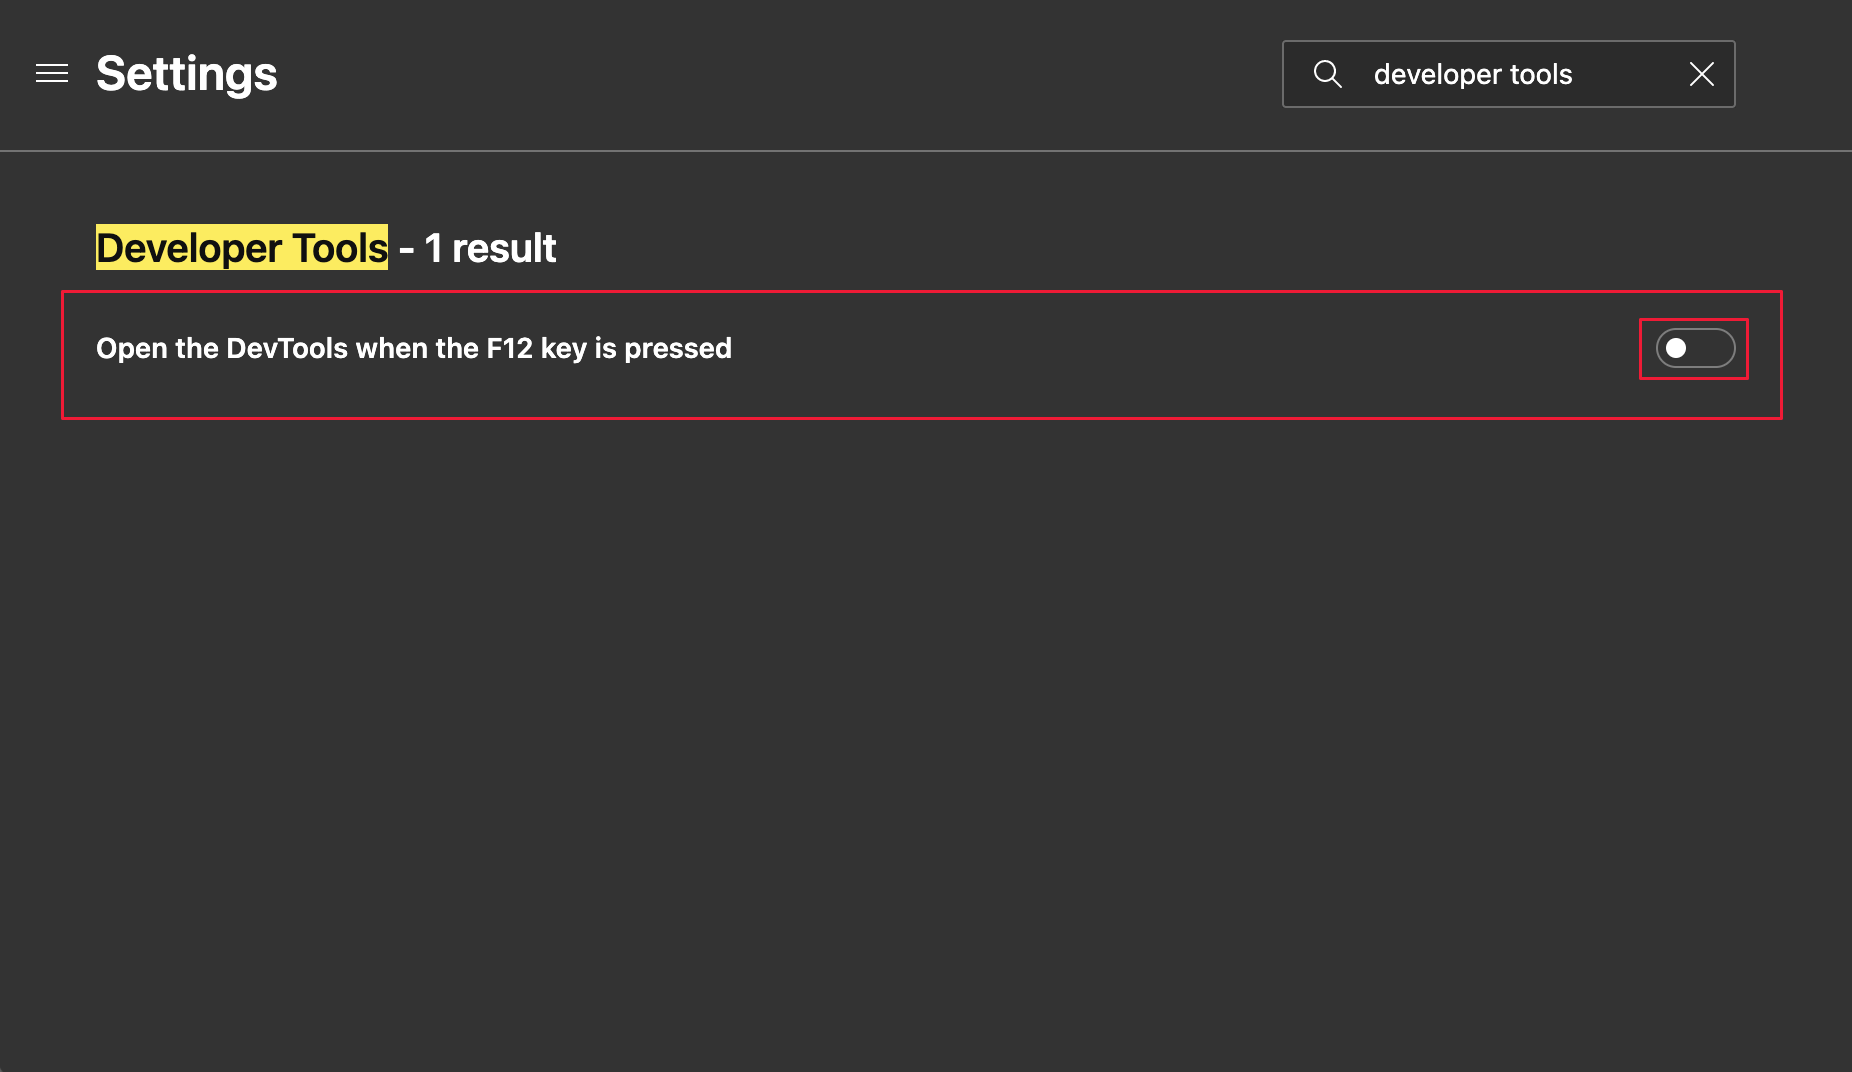 Settings
developer tools
Developer Tools - 1 result
Open the DevTools when the F12 key is pressed